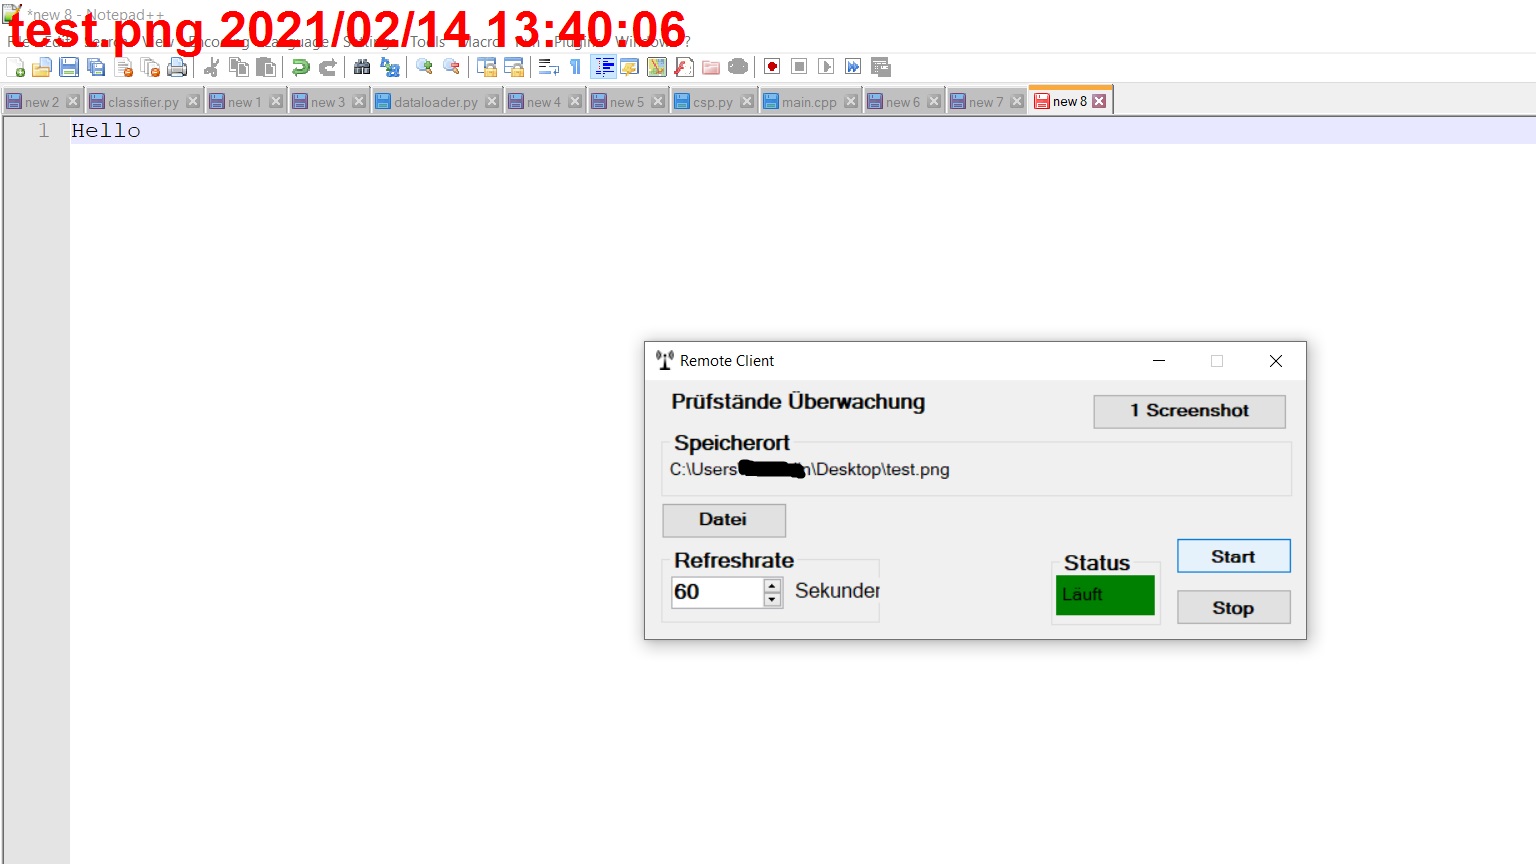 *new 8 - Notepad++
test.png 2021/02/14 13:40:06
File Edit Search View Encoding Language Settings Tools Macro Run Plugins Window ?
new 2 classifier.py new 1 new 3 dataloader.py new 4 new 5 csp.py main.cpp new 6 new 7 new 8
1 Hello
Remote Client
Prüfstände Überwachung
1 Screenshot
Speicherort
C:\Users n\Desktop\test.png
Datei
Refreshrate
60 Sekunden
Status
Läuft
Start
Stop